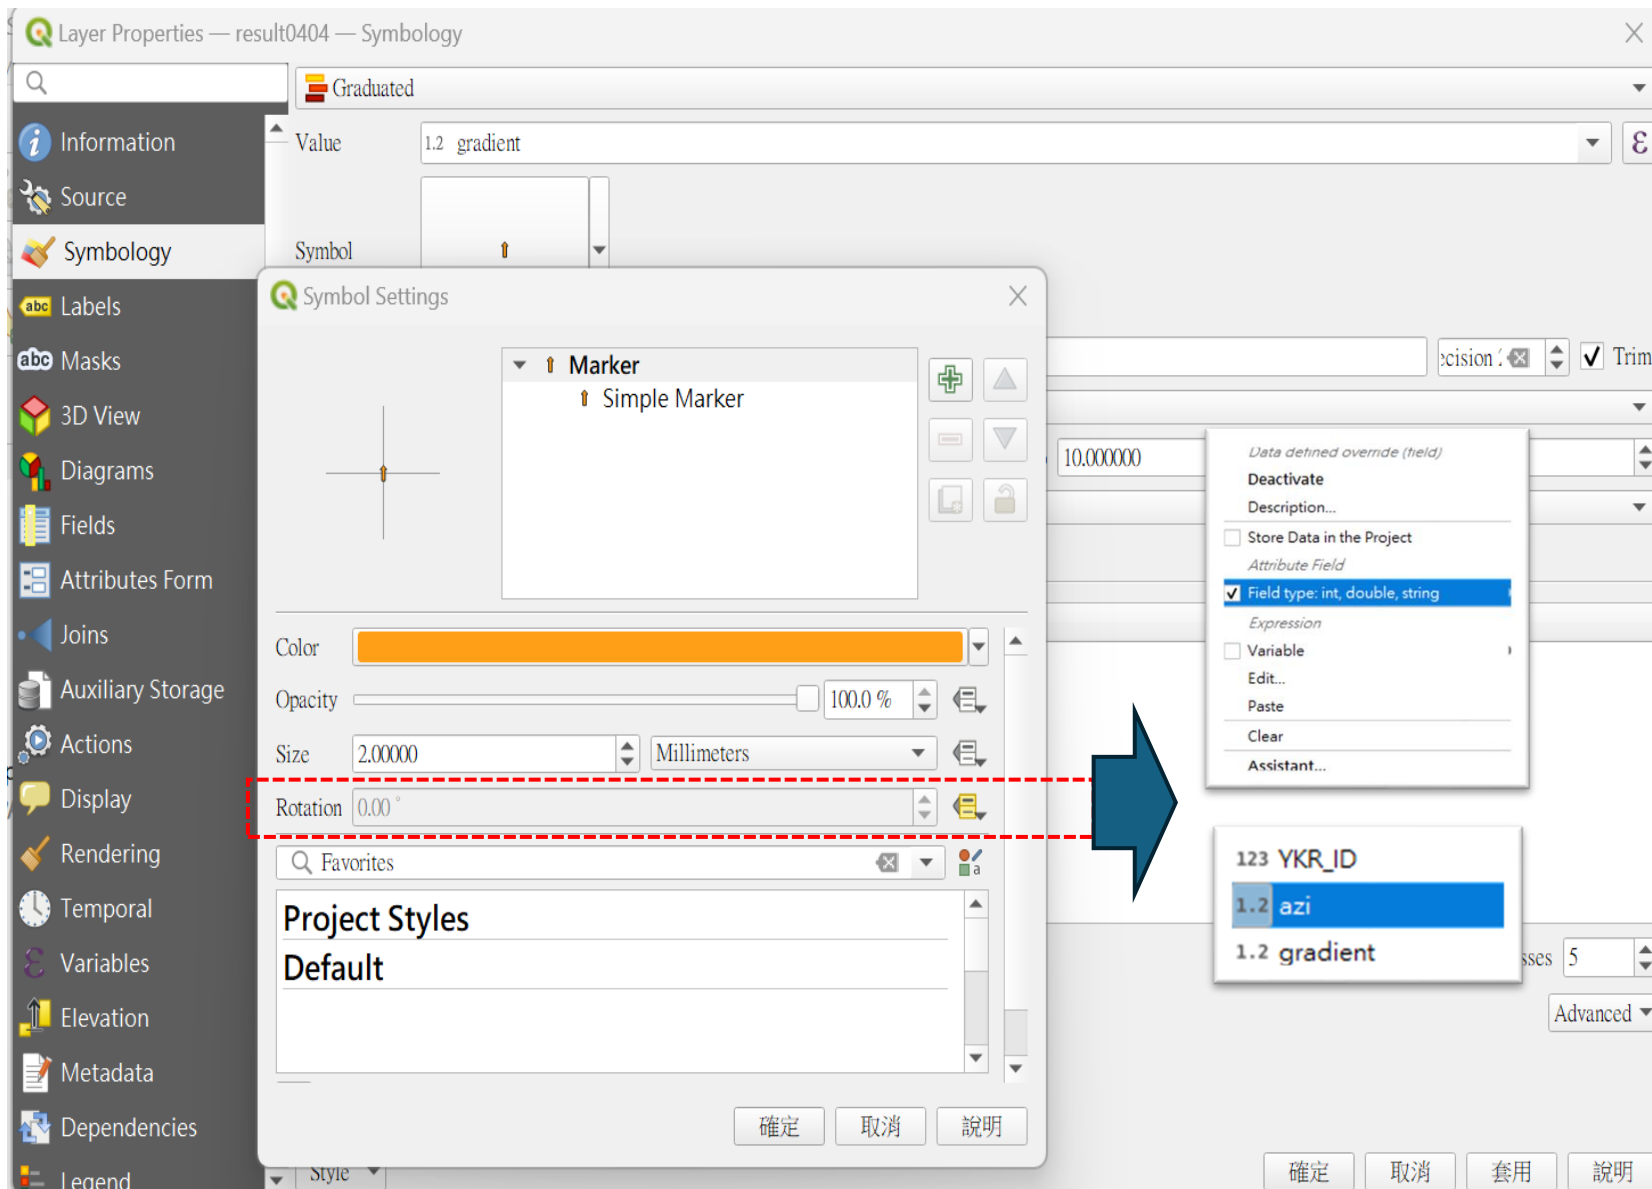 Layer Properties — result0404 — Symbology
Graduated
Information
Source
Symbology
Labels
Masks
3D View
Diagrams
Fields
Attributes Form
Joins
Auxiliary Storage
Actions
Display
Rendering
Temporal
Variables
Elevation
Metadata
Dependencies
Legend
Value 1.2 gradient
Symbol
Trim
10.000000
Symbol Settings
Marker
Simple Marker
Color
Opacity 100.0 %
Size 2.00000 Millimeters
Rotation 0.00 °
Favorites
Project Styles
Default
確定 取消 說明
Data defined override (field)
Deactivate
Description...
Store Data in the Project
Attribute Field
Field type: int, double, string
Expression
Variable
Edit...
Paste
Clear
Assistant...
123 YKR_ID
1.2 azi
1.2 gradient
5
Advanced
Style
確定 取消 套用 說明